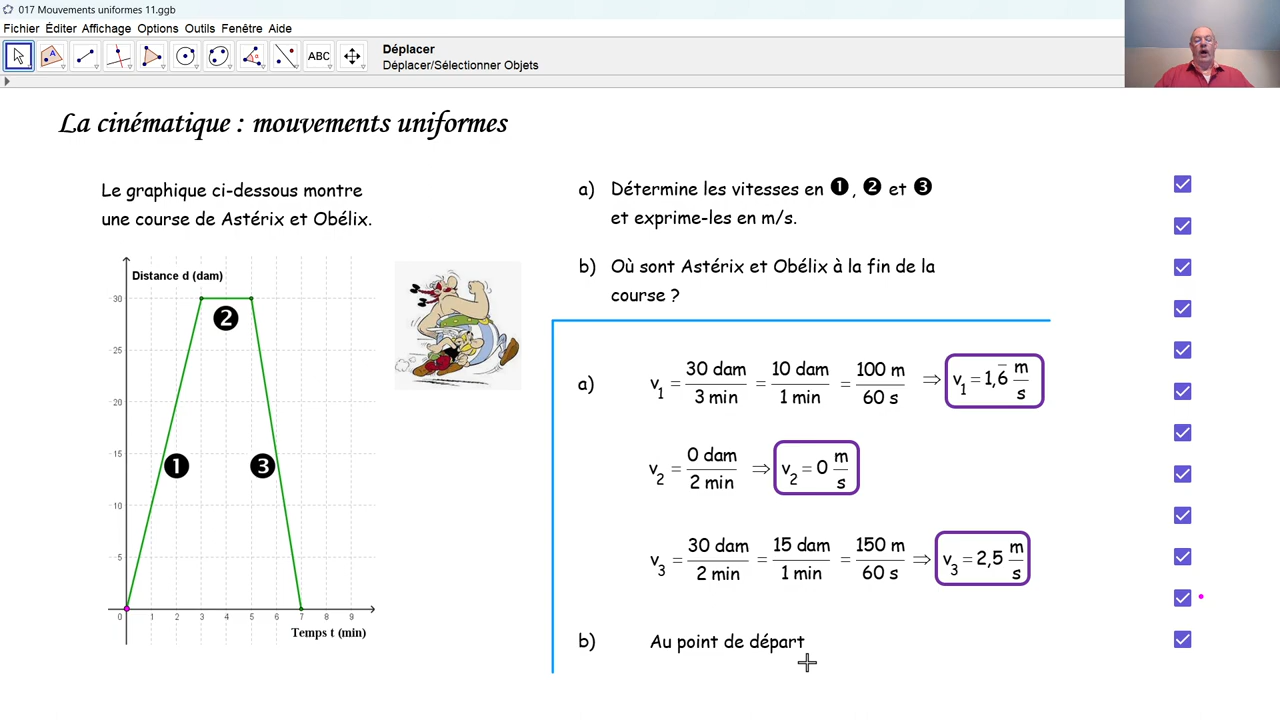 017 Mouvements uniformes 11.ggb
Fichier Éditer Affichage Options Outils Fenêtre Aide
A
ABC
Déplacer
Déplacer/Sélectionner Objets
La cinématique : mouvements uniformes
Le graphique ci-dessous montre
une course de Astérix et Obélix.
Distance d (dam)
30
25
20
15
10
5
0 1 2 3 4 5 6 7 8 9
Temps t (min)
❷
❶ ❸
a) Détermine les vitesses en ❶, ❷ et ❸
et exprime-les en m/s.
b) Où sont Astérix et Obélix à la fin de la
course ?
a) v₁ = 30 dam / 3 min = 10 dam / 1 min = 100 m / 60 s ⇒ v₁ = 1,6̅ m/s
v₂ = 0 dam / 2 min ⇒ v₂ = 0 m/s
v₃ = 30 dam / 2 min = 15 dam / 1 min = 150 m / 60 s ⇒ v₃ = 2,5 m/s
b) Au point de départ